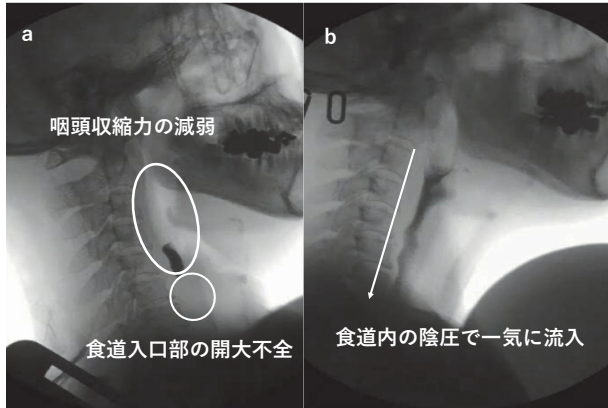 a
咽頭収縮力の減弱
食道入口部の開大不全
b
食道内の陰圧で一気に流入